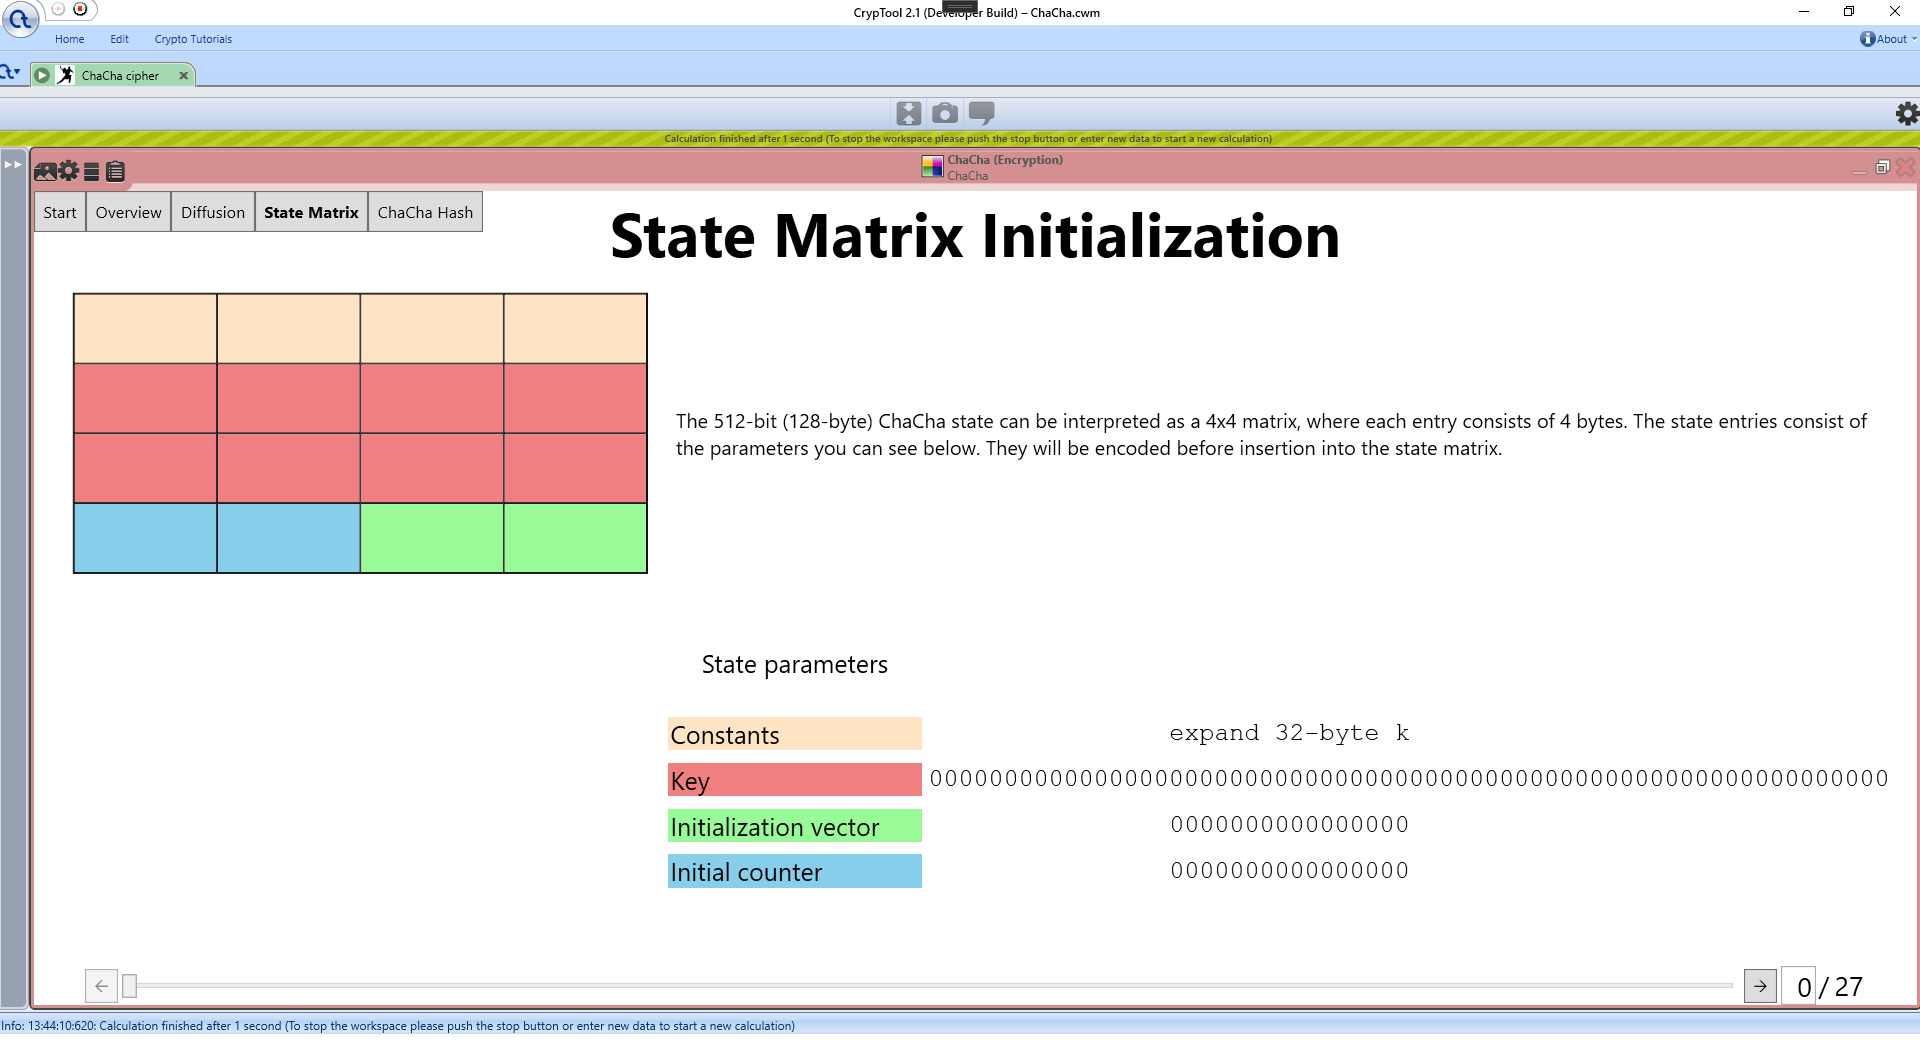 CrypTool 2.1 (Developer Build) – ChaCha.cwm
Home Edit Crypto Tutorials About
ChaCha cipher
Calculation finished after 1 second (To stop the workspace please push the stop button or enter new data to start a new calculation)
ChaCha (Encryption)
ChaCha
Start Overview Diffusion State Matrix ChaCha Hash
State Matrix Initialization
The 512-bit (128-byte) ChaCha state can be interpreted as a 4x4 matrix, where each entry consists of 4 bytes. The state entries consist of
the parameters you can see below. They will be encoded before insertion into the state matrix.
State parameters
Constants expand 32-byte k
Key 0000000000000000000000000000000000000000000000000000000000000000
Initialization vector 0000000000000000
Initial counter 0000000000000000
0 / 27
Info: 13:44:10:620: Calculation finished after 1 second (To stop the workspace please push the stop button or enter new data to start a new calculation)